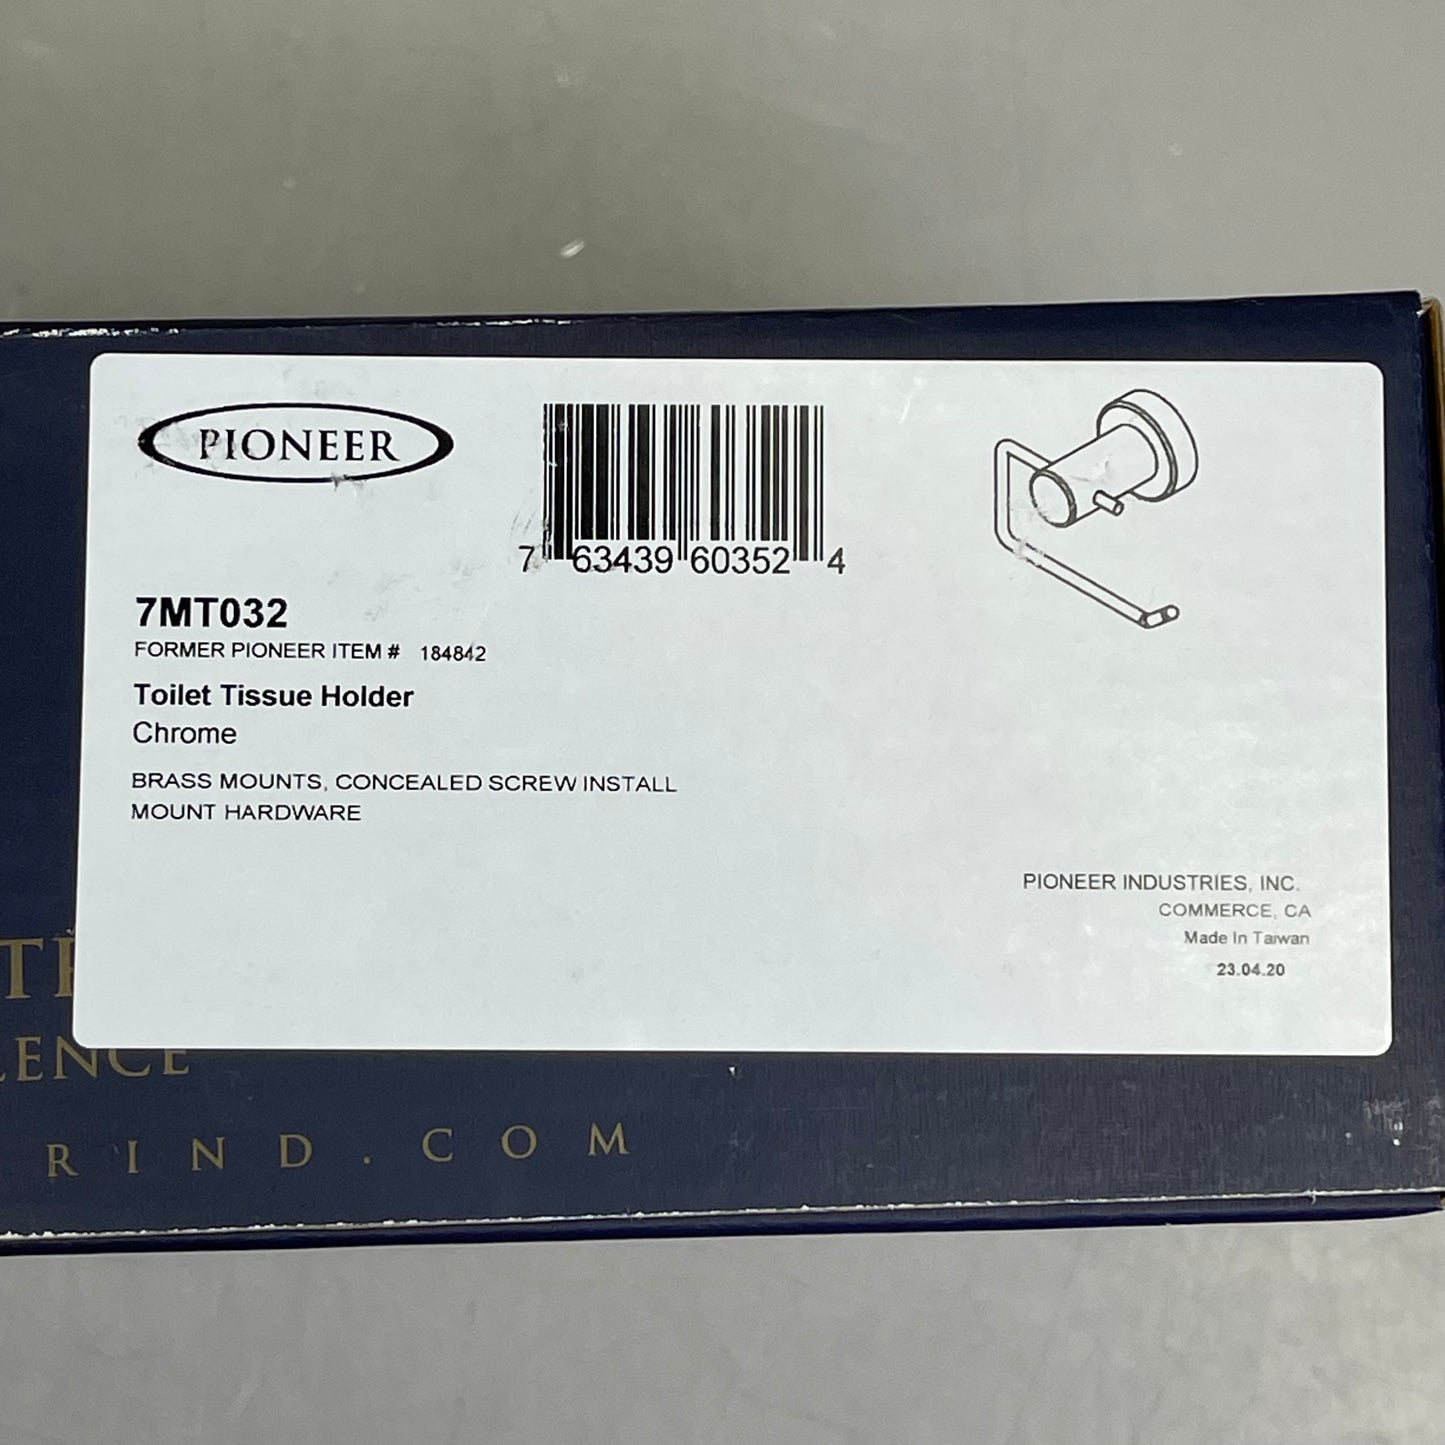 PIONEER
7 63439 60352 4
7MT032
FORMER PIONEER ITEM # 184842
Toilet Tissue Holder
Chrome
BRASS MOUNTS, CONCEALED SCREW INSTALL
MOUNT HARDWARE
PIONEER INDUSTRIES, INC.
COMMERCE, CA
Made In Taiwan
23.04.20
LENCE
RIND.COM